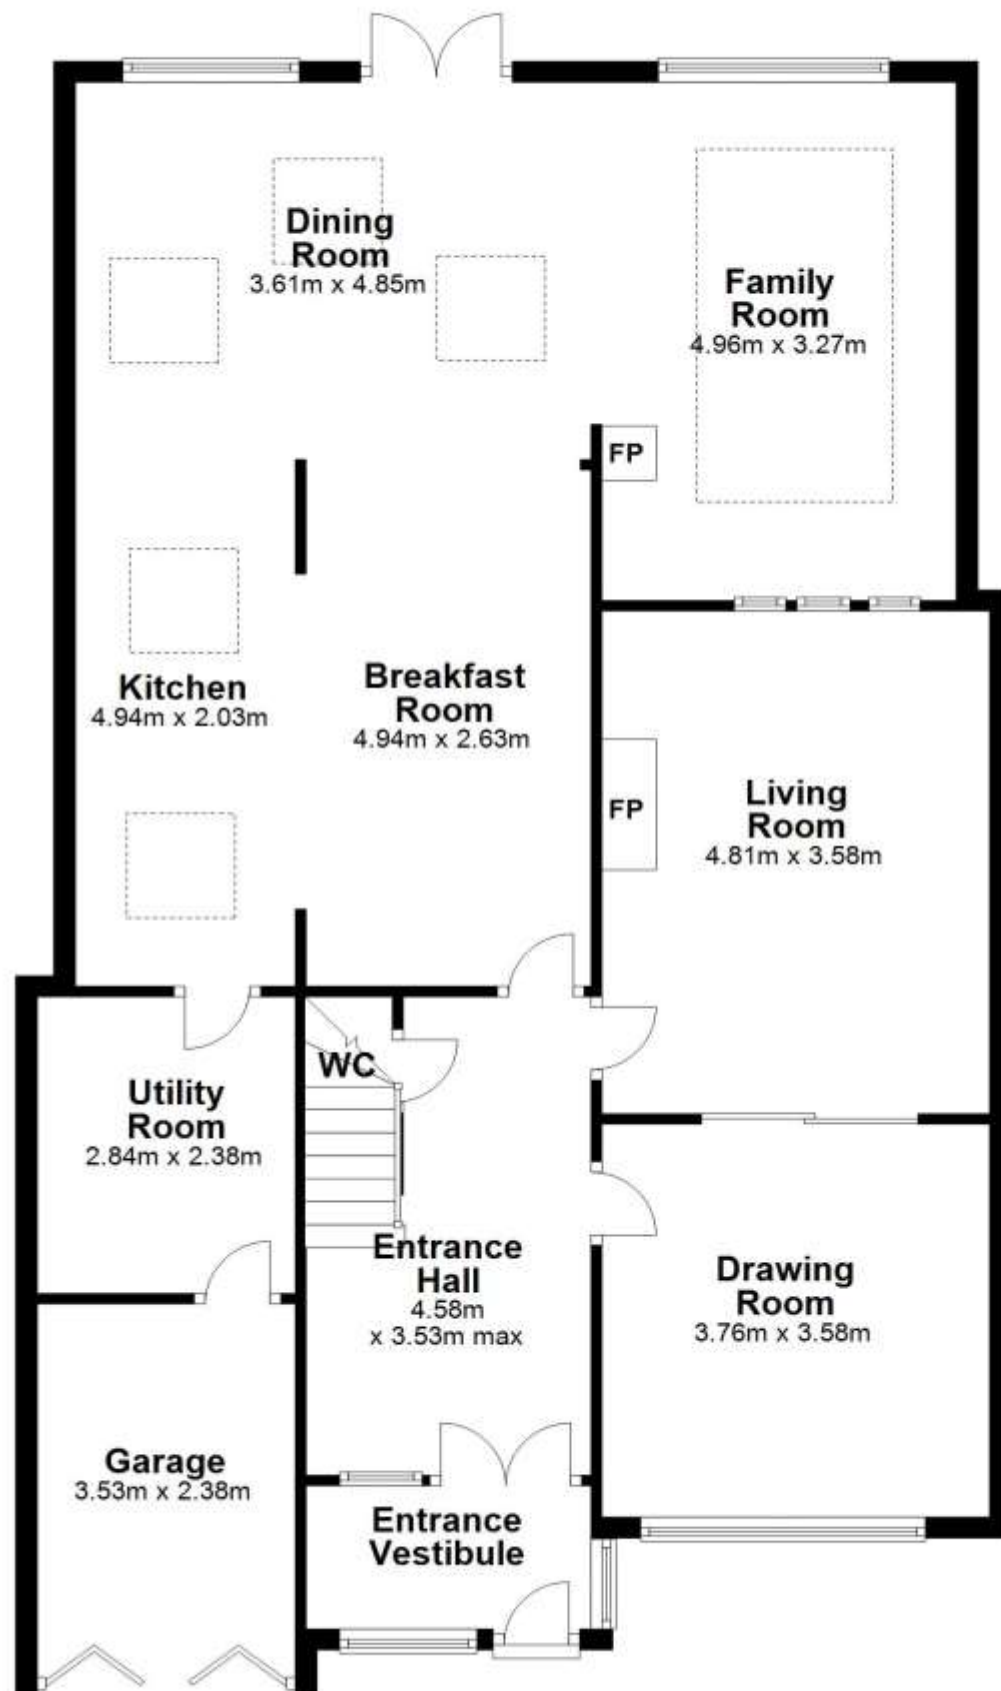 Dining
Room
3.61m x 4.85m
Family
Room
4.96m x 3.27m
FP
Kitchen
4.94m x 2.03m
Breakfast
Room
4.94m x 2.63m
Living
Room
4.81m x 3.58m
FP
WC
Utility
Room
2.84m x 2.38m
Entrance
Hall
4.58m
x 3.53m max
Drawing
Room
3.76m x 3.58m
Garage
3.53m x 2.38m
Entrance
Vestibule